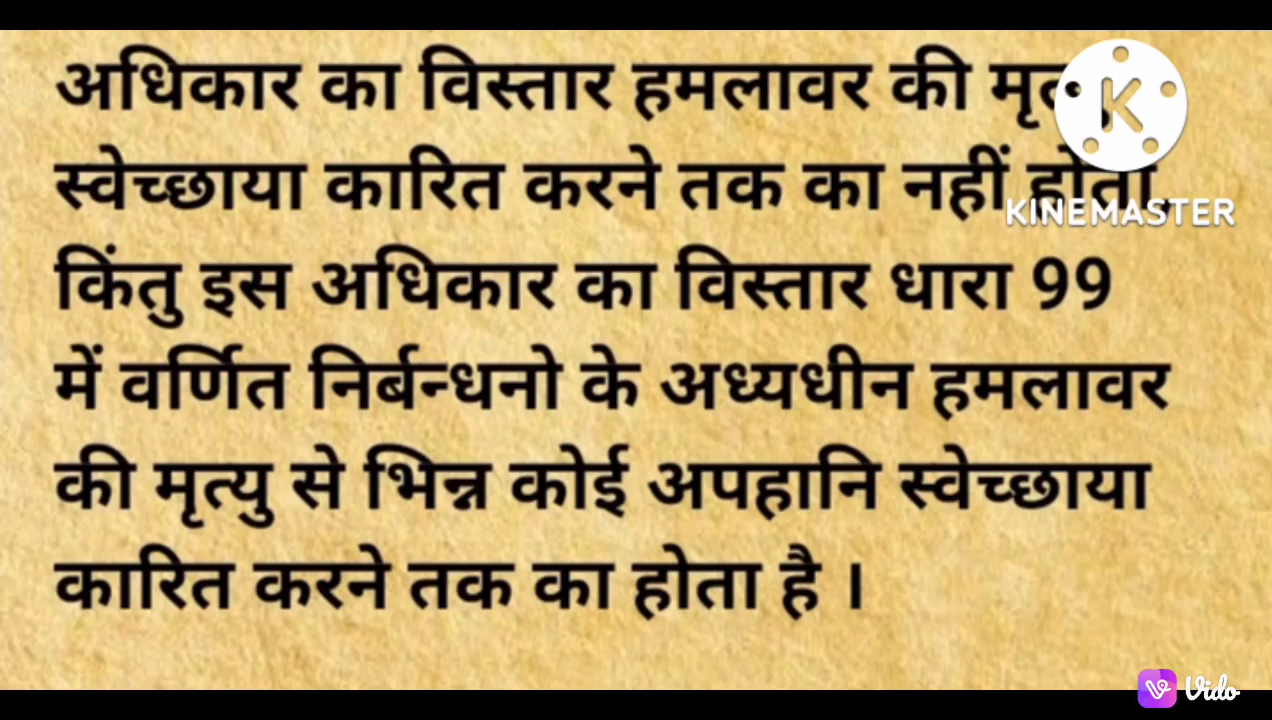 अधिकार का विस्तार हमलावर की
स्वेच्छाया कारित करने तक का नहीं होता,
KINEMASTER
किंतु इस अधिकार का विस्तार धारा 99
में वर्णित निर्बन्धनो के अध्यधीन हमलावर
की मृत्यु से भिन्न कोई अपहानि स्वेच्छाया
कारित करने तक का होता है ।
Vido